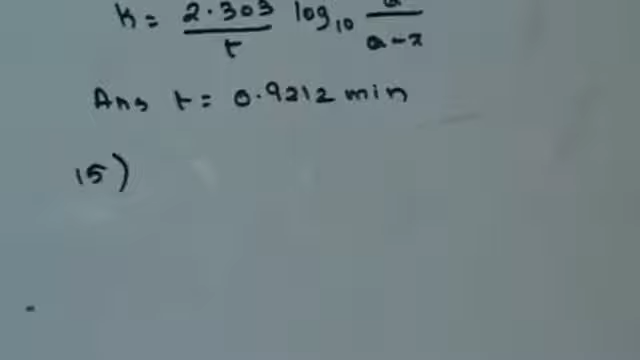 K = 2.303 / t log10 a / a-x
Ans t = 0.9212 min
15)